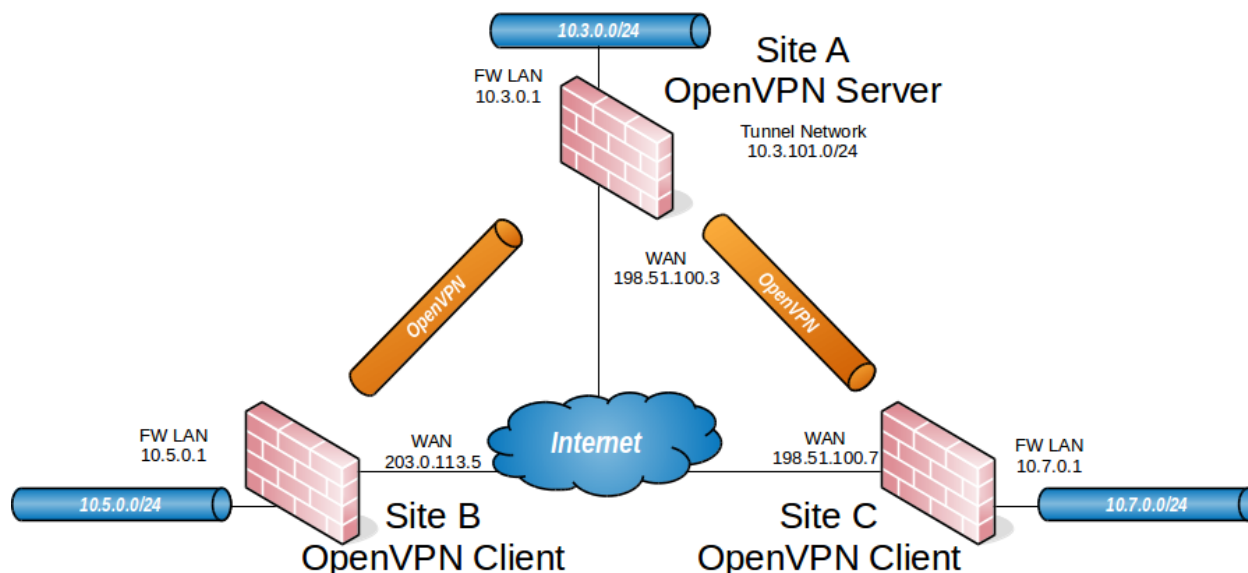 10.3.0.0/24
Site A
OpenVPN Server
FW LAN
10.3.0.1
Tunnel Network
10.3.101.0/24
WAN
198.51.100.3
OpenVPN
OpenVPN
Internet
FW LAN
10.5.0.1
WAN
203.0.113.5
WAN
198.51.100.7
FW LAN
10.7.0.1
10.5.0.0/24
10.7.0.0/24
Site B
OpenVPN Client
Site C
OpenVPN Client